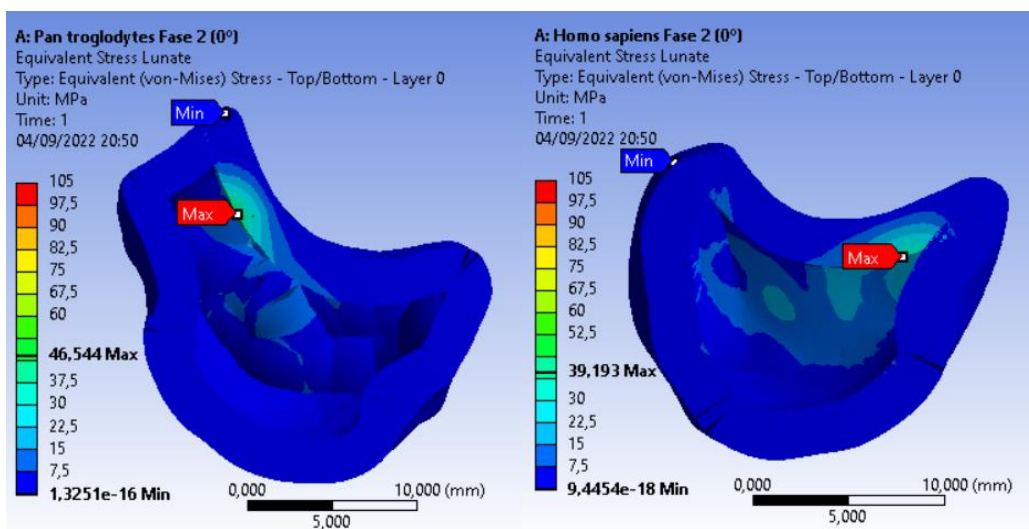 A: Pan troglodytes Fase 2 (0°)
Equivalent Stress Lunate
Type: Equivalent (von-Mises) Stress - Top/Bottom - Layer 0
Unit: MPa
Time: 1
04/09/2022 20:50
Min
Max
105
97,5
90
82,5
75
67,5
60
46,544 Max
37,5
30
22,5
15
7,5
1,3251e-16 Min
0,000
10,000 (mm)
5,000
A: Homo sapiens Fase 2 (0°)
Equivalent Stress Lunate
Type: Equivalent (von-Mises) Stress - Top/Bottom - Layer 0
Unit: MPa
Time: 1
04/09/2022 20:50
Min
Max
105
97,5
90
82,5
75
67,5
60
52,5
39,193 Max
30
22,5
15
7,5
9,4454e-18 Min
0,000
10,000 (mm)
5,000